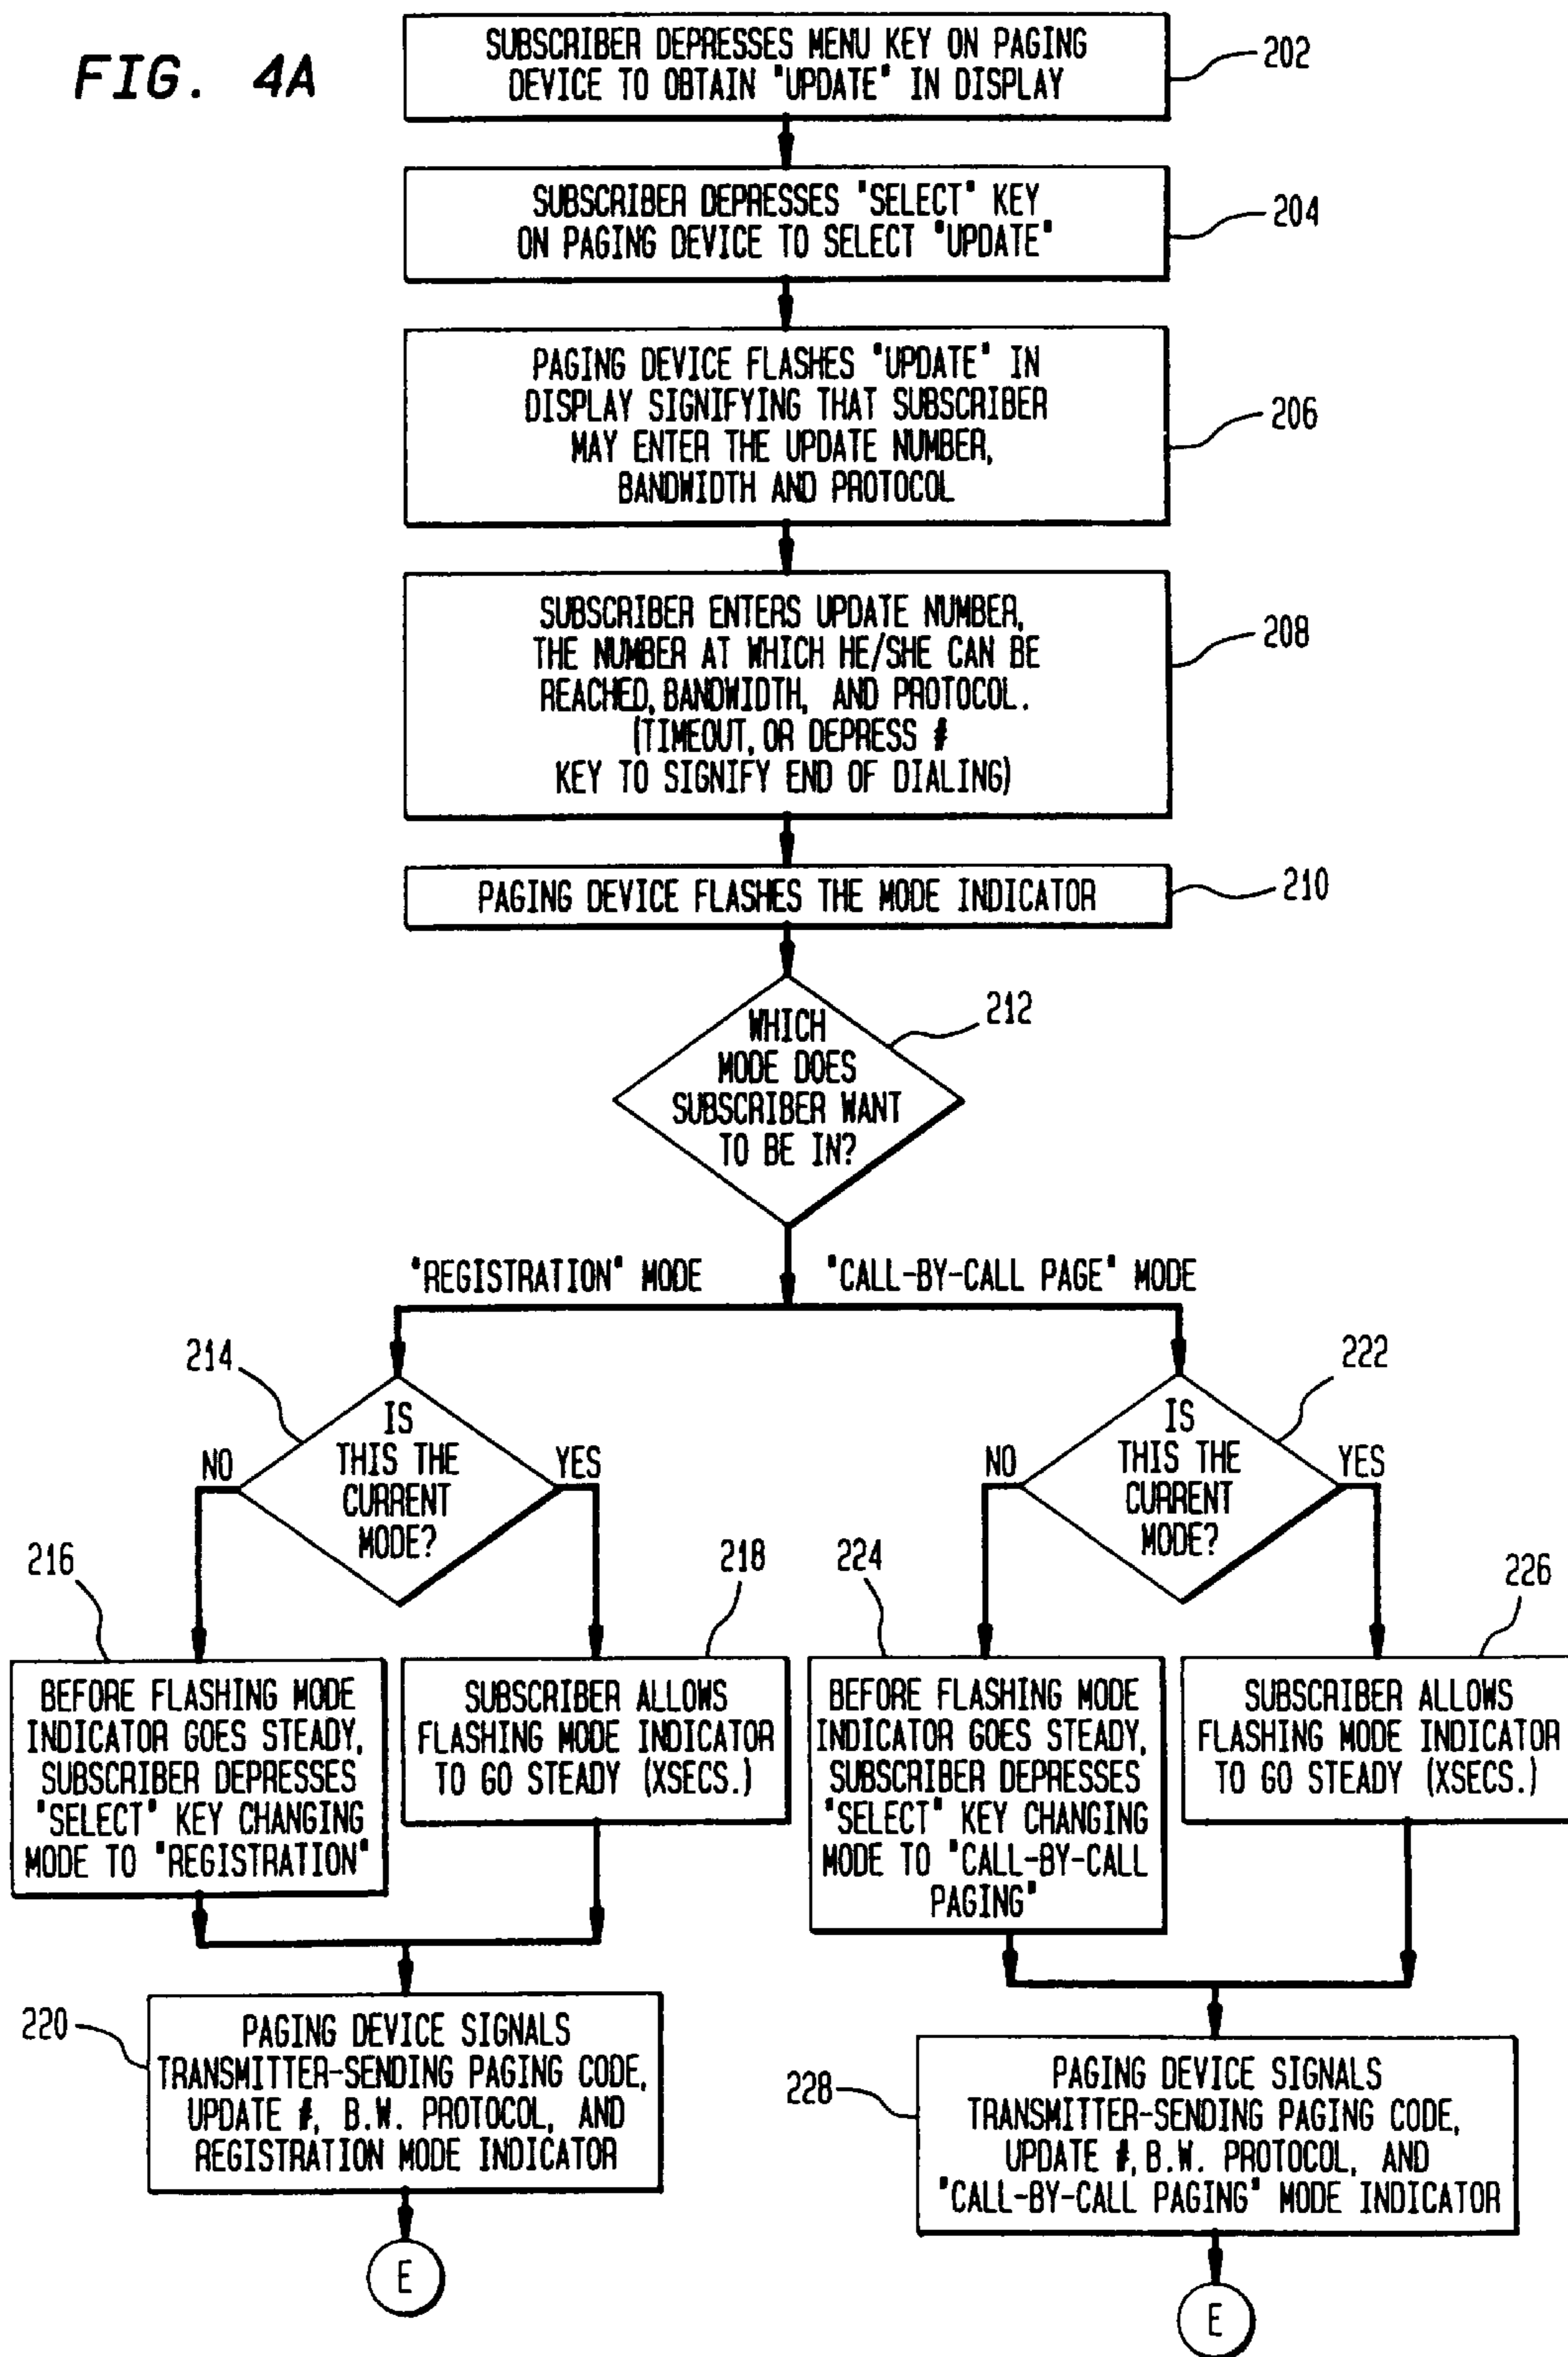 FIG. 4A
SUBSCRIBER DEPRESSES MENU KEY ON PAGING
DEVICE TO OBTAIN "UPDATE" IN DISPLAY
202
SUBSCRIBER DEPRESSES "SELECT" KEY
ON PAGING DEVICE TO SELECT "UPDATE"
204
PAGING DEVICE FLASHES "UPDATE" IN
DISPLAY SIGNIFYING THAT SUBSCRIBER
MAY ENTER THE UPDATE NUMBER,
BANDWIDTH AND PROTOCOL
206
SUBSCRIBER ENTERS UPDATE NUMBER,
THE NUMBER AT WHICH HE/SHE CAN BE
REACHED, BANDWIDTH, AND PROTOCOL.
(TIMEOUT, OR DEPRESS #
KEY TO SIGNIFY END OF DIALING)
208
PAGING DEVICE FLASHES THE MODE INDICATOR
210
WHICH
MODE DOES
SUBSCRIBER WANT
TO BE IN?
212
"REGISTRATION" MODE
"CALL-BY-CALL PAGE" MODE
214
IS
THIS THE
CURRENT
MODE?
NO
YES
222
IS
THIS THE
CURRENT
MODE?
NO
YES
216
BEFORE FLASHING MODE
INDICATOR GOES STEADY,
SUBSCRIBER DEPRESSES
"SELECT" KEY CHANGING
MODE TO "REGISTRATION"
218
SUBSCRIBER ALLOWS
FLASHING MODE INDICATOR
TO GO STEADY (XSECS.)
224
BEFORE FLASHING MODE
INDICATOR GOES STEADY,
SUBSCRIBER DEPRESSES
"SELECT" KEY CHANGING
MODE TO "CALL-BY-CALL
PAGING"
226
SUBSCRIBER ALLOWS
FLASHING MODE INDICATOR
TO GO STEADY (XSECS.)
220
PAGING DEVICE SIGNALS
TRANSMITTER-SENDING PAGING CODE,
UPDATE #, B.W. PROTOCOL, AND
REGISTRATION MODE INDICATOR
E
228
PAGING DEVICE SIGNALS
TRANSMITTER-SENDING PAGING CODE,
UPDATE #, B.W. PROTOCOL, AND
"CALL-BY-CALL PAGING" MODE INDICATOR
E